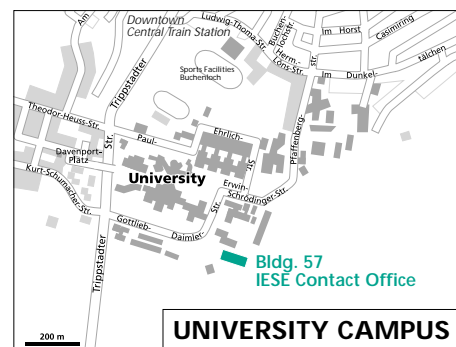 Downtown
Central Train Station
Am
Ludwig-Thoma-Str.
Buchen-
lochstr.
Herm.-
Löns-Str.
str.
Im Horst
Casimirring
Im Dunkel-
tälchen
Sports Facilities
Buchenloch
Trippstadter
Str.
Theodor-Heuss-Str.
Paul-
Ehrlich-
Str.
Pfaffenberg-
Davenport-
Platz
University
Kurt-Schumacher-Str.
Erwin-
Schrödinger-Str.
Gottlieb-
Daimler-
Str.
Trippstadter
Bldg. 57
IESE Contact Office
200 m
UNIVERSITY CAMPUS